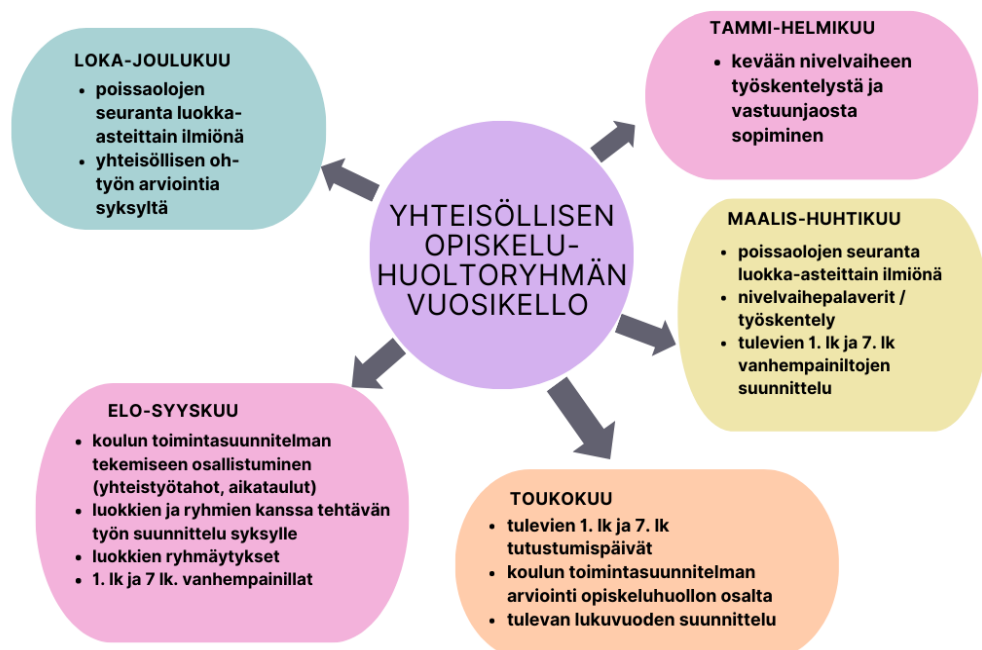 YHTEISÖLLISEN
OPISKELU-
HUOLTORYHMÄN
VUOSIKELLO
TAMMI-HELMIKUU
• kevään nivelvaiheen
työskentelystä ja
vastuunjaosta
sopiminen
MAALIS-HUHTIKUU
• poissaolojen seuranta
luokka-asteittain ilmiönä
• nivelvaihepalaverit /
työskentely
• tulevien 1. lk ja 7. lk
vanhempainiltojen
suunnittelu
TOUKOKUU
• tulevien 1. lk ja 7. lk
tutustumispäivät
• koulun toimintasuunnitelman
arviointi opiskeluhuollon osalta
• tulevan lukuvuoden suunnittelu
ELO-SYYSKUU
• koulun toimintasuunnitelman
tekemiseen osallistuminen
(yhteistyötahot, aikataulut)
• luokkien ja ryhmien kanssa tehtävän
työn suunnittelu syksylle
• luokkien ryhmäytykset
• 1. lk ja 7 lk. vanhempainillat
LOKA-JOULUKUU
• poissaolojen
seuranta luokka-
asteittain ilmiönä
• yhteisöllisen oh-
työn arviointia
syksyltä